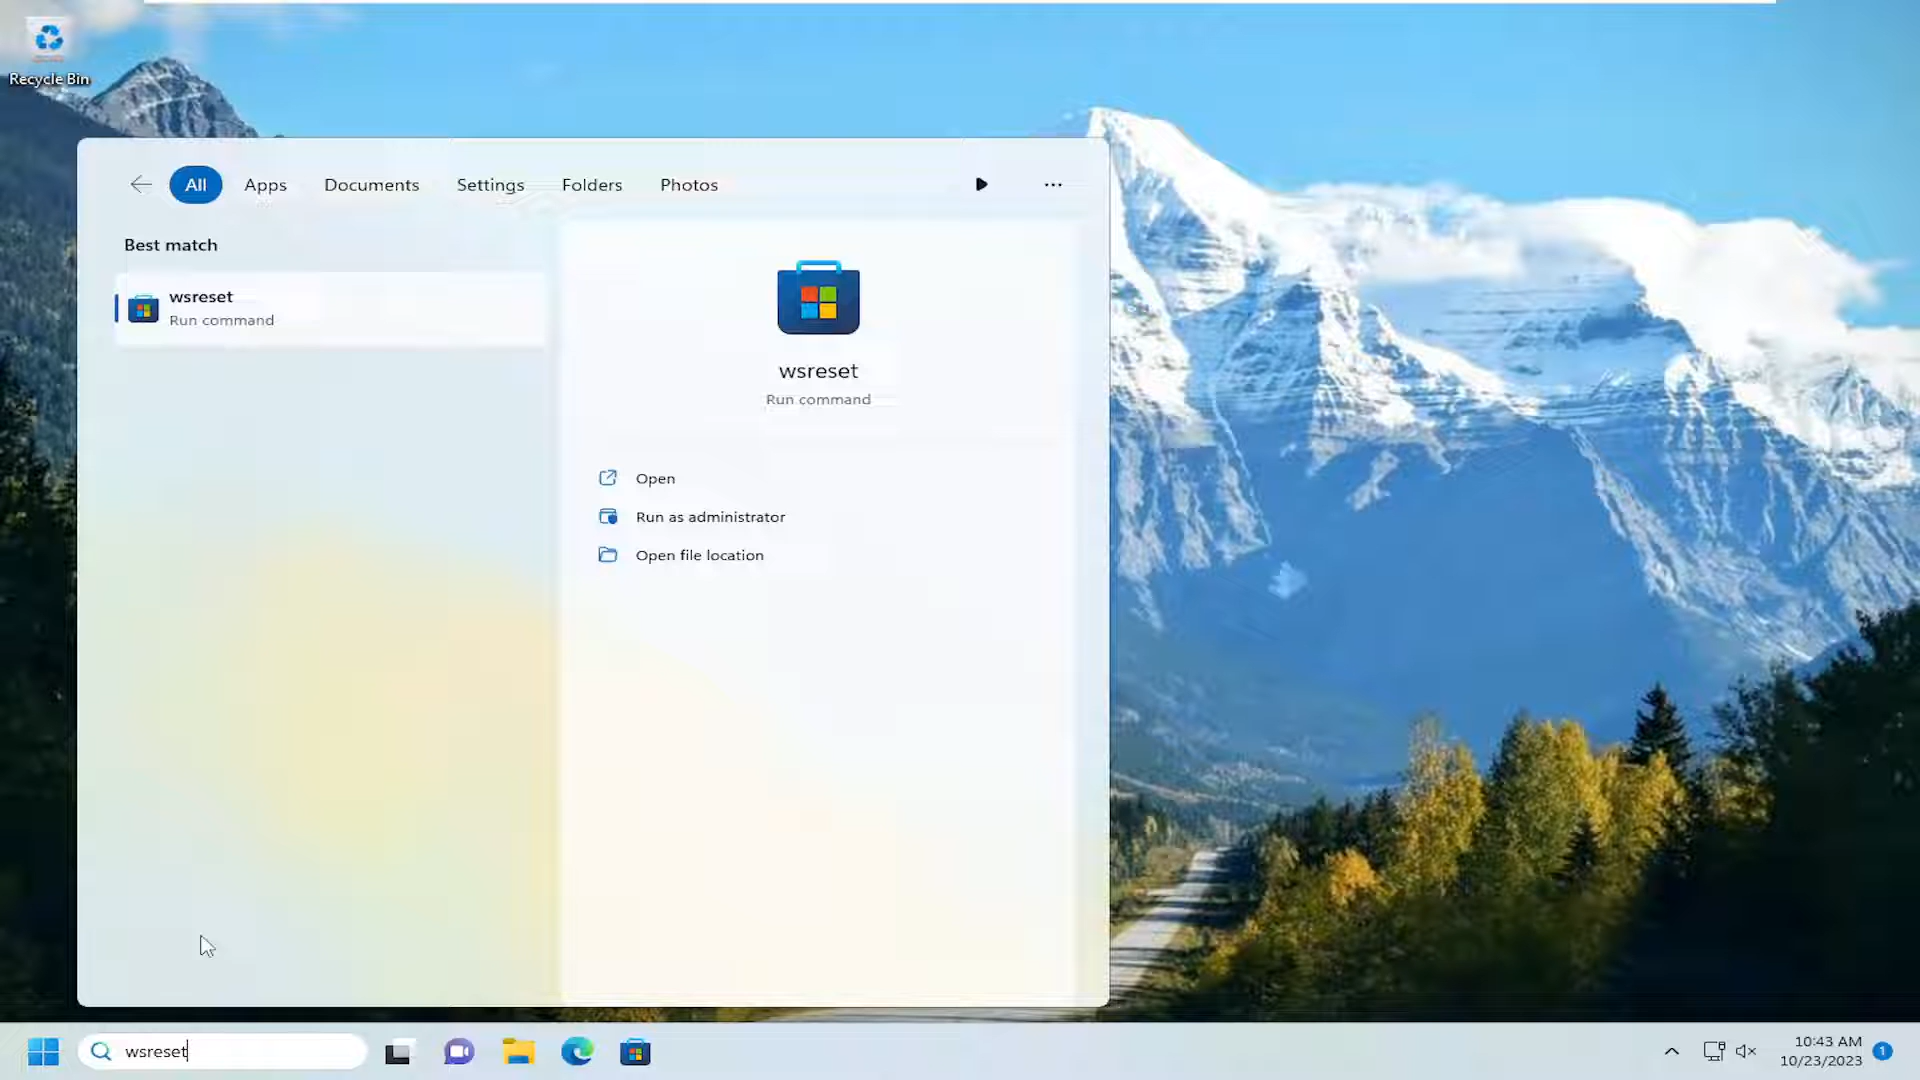 Recycle Bin
All Apps Documents Settings Folders Photos
Best match
wsreset
Run command
wsreset
Run command
Open
Run as administrator
Open file location
wsreset
10:43 AM
10/23/2023
1